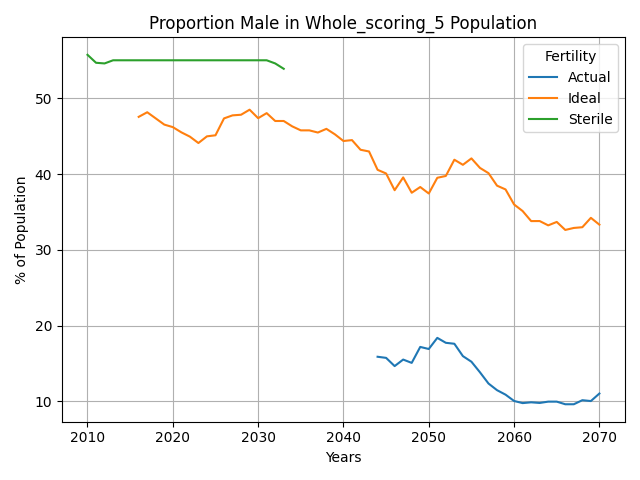 Proportion Male in Whole_scoring_5 Population
Fertility
Actual
Ideal
Sterile
% of Population
50
40
30
20
10
2010 2020 2030 2040 2050 2060 2070
Years